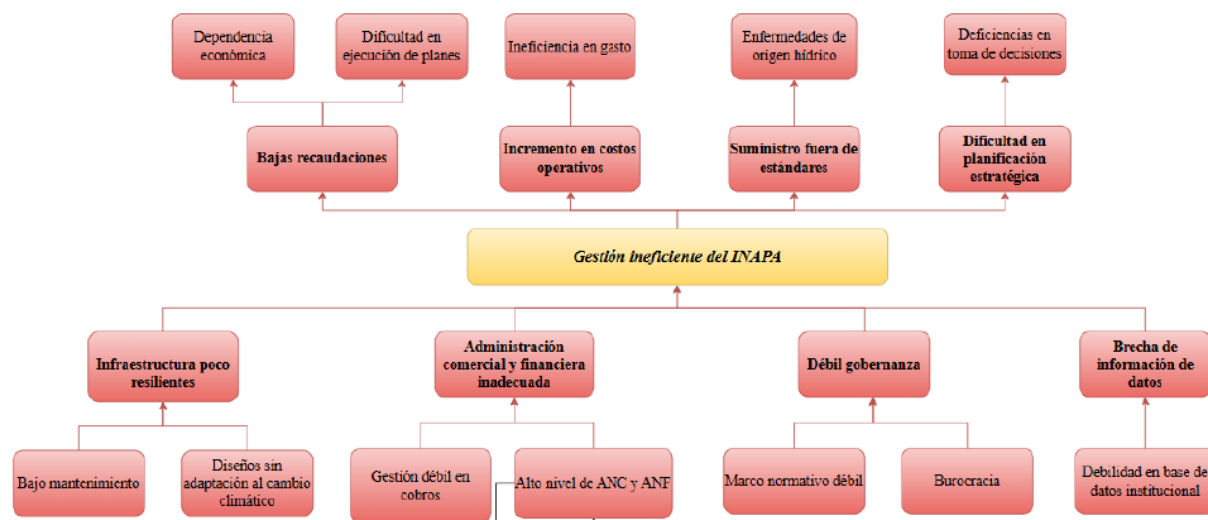 Dependencia
económica
Dificultad en
ejecución de planes
Ineficiencia en gasto
Enfermedades de
origen hídrico
Deficiencias en
toma de decisiones
Bajas recaudaciones
Incremento en costos
operativos
Suministro fuera de
estándares
Dificultad en
planificación
estratégica
Gestión ineficiente del INAPA
Infraestructura poco
resilientes
Administración
comercial y financiera
inadecuada
Débil gobernanza
Brecha de
información de
datos
Bajo mantenimiento
Diseños sin
adaptación al cambio
climático
Gestión débil en
cobros
Alto nivel de ANC y ANF
Marco normativo débil
Burocracia
Debilidad en base de
datos institucional